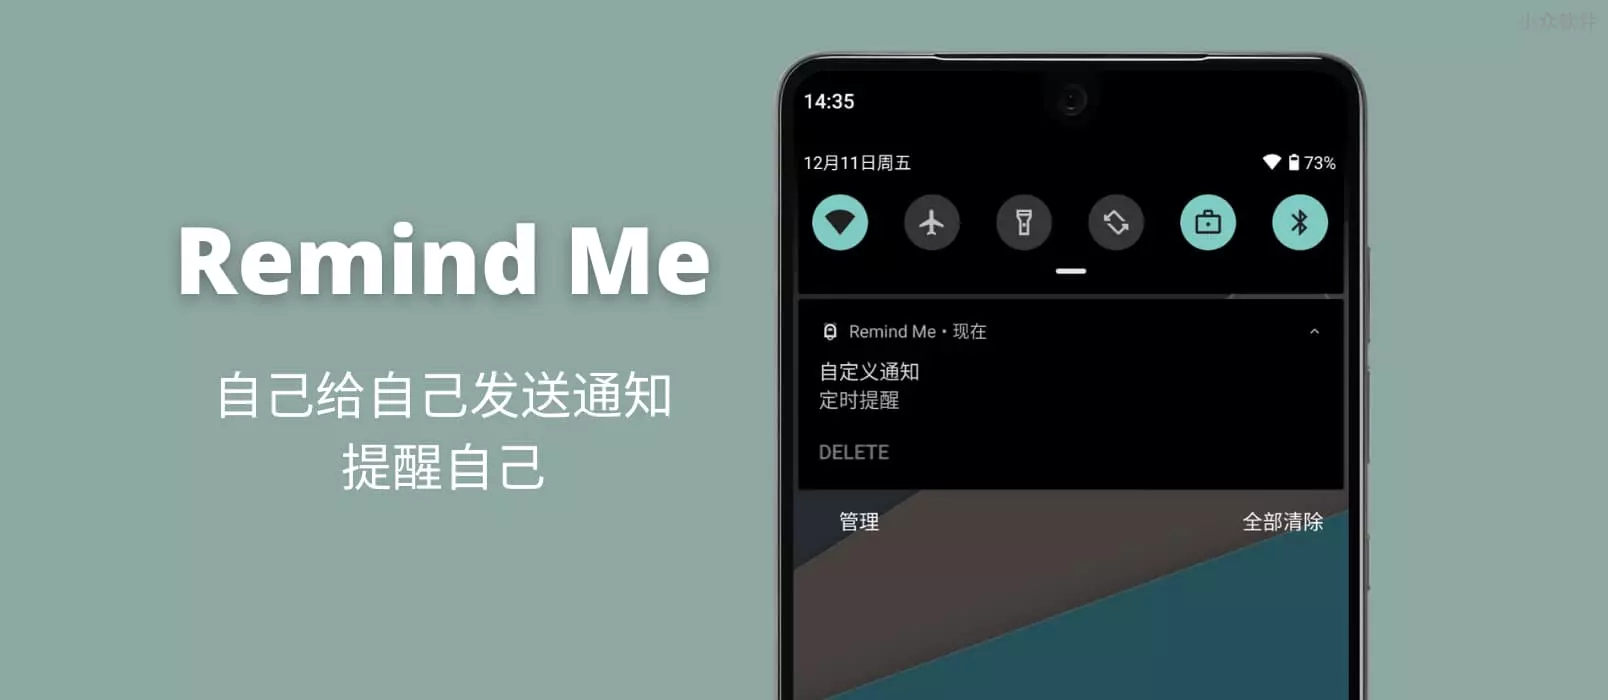 小众软件
Remind Me
自己给自己发送通知
提醒自己
14:35
12月11日周五
73%
Remind Me • 现在
自定义通知
定时提醒
DELETE
管理
全部清除